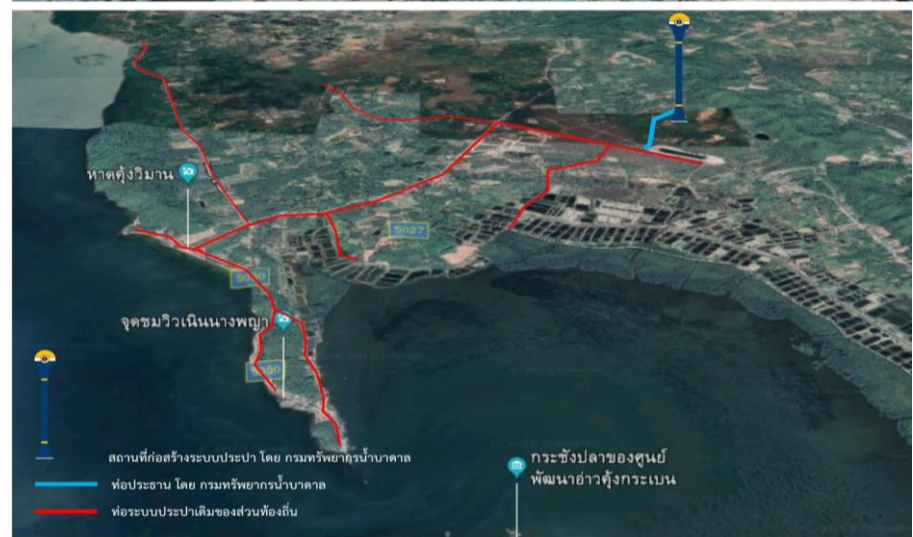 หาดคุ้งวิมาน
5027
จุดชมวิวเนินนางพญา
สถานที่ก่อสร้างระบบประปา โดย กรมทรัพยากรน้ำบาดาล
ท่อประธาน โดย กรมทรัพยากรน้ำบาดาล
ท่อระบบประปาเดิมของส่วนท้องถิ่น
กระชังปลาของศูนย์
พัฒนาอ่าวคุ้งกระเบน